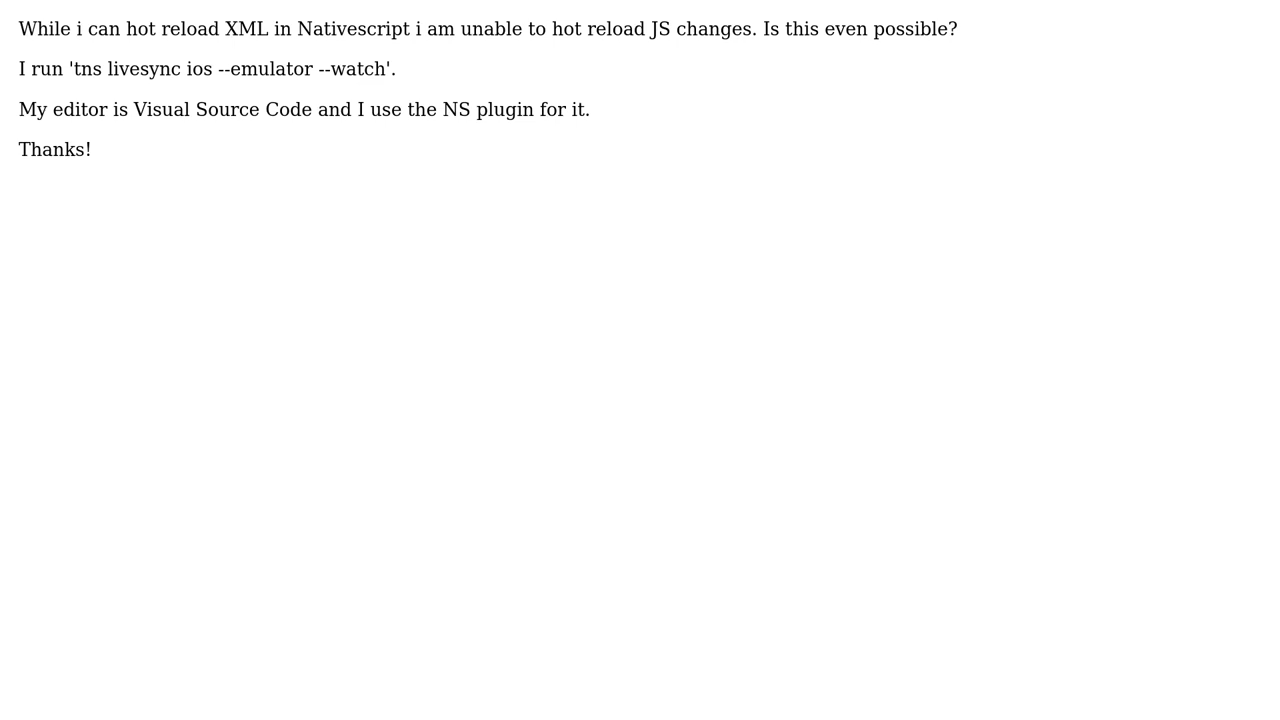 While i can hot reload XML in Nativescript i am unable to hot reload JS changes. Is this even possible?
I run 'tns livesync ios --emulator --watch'.
My editor is Visual Source Code and I use the NS plugin for it.
Thanks!